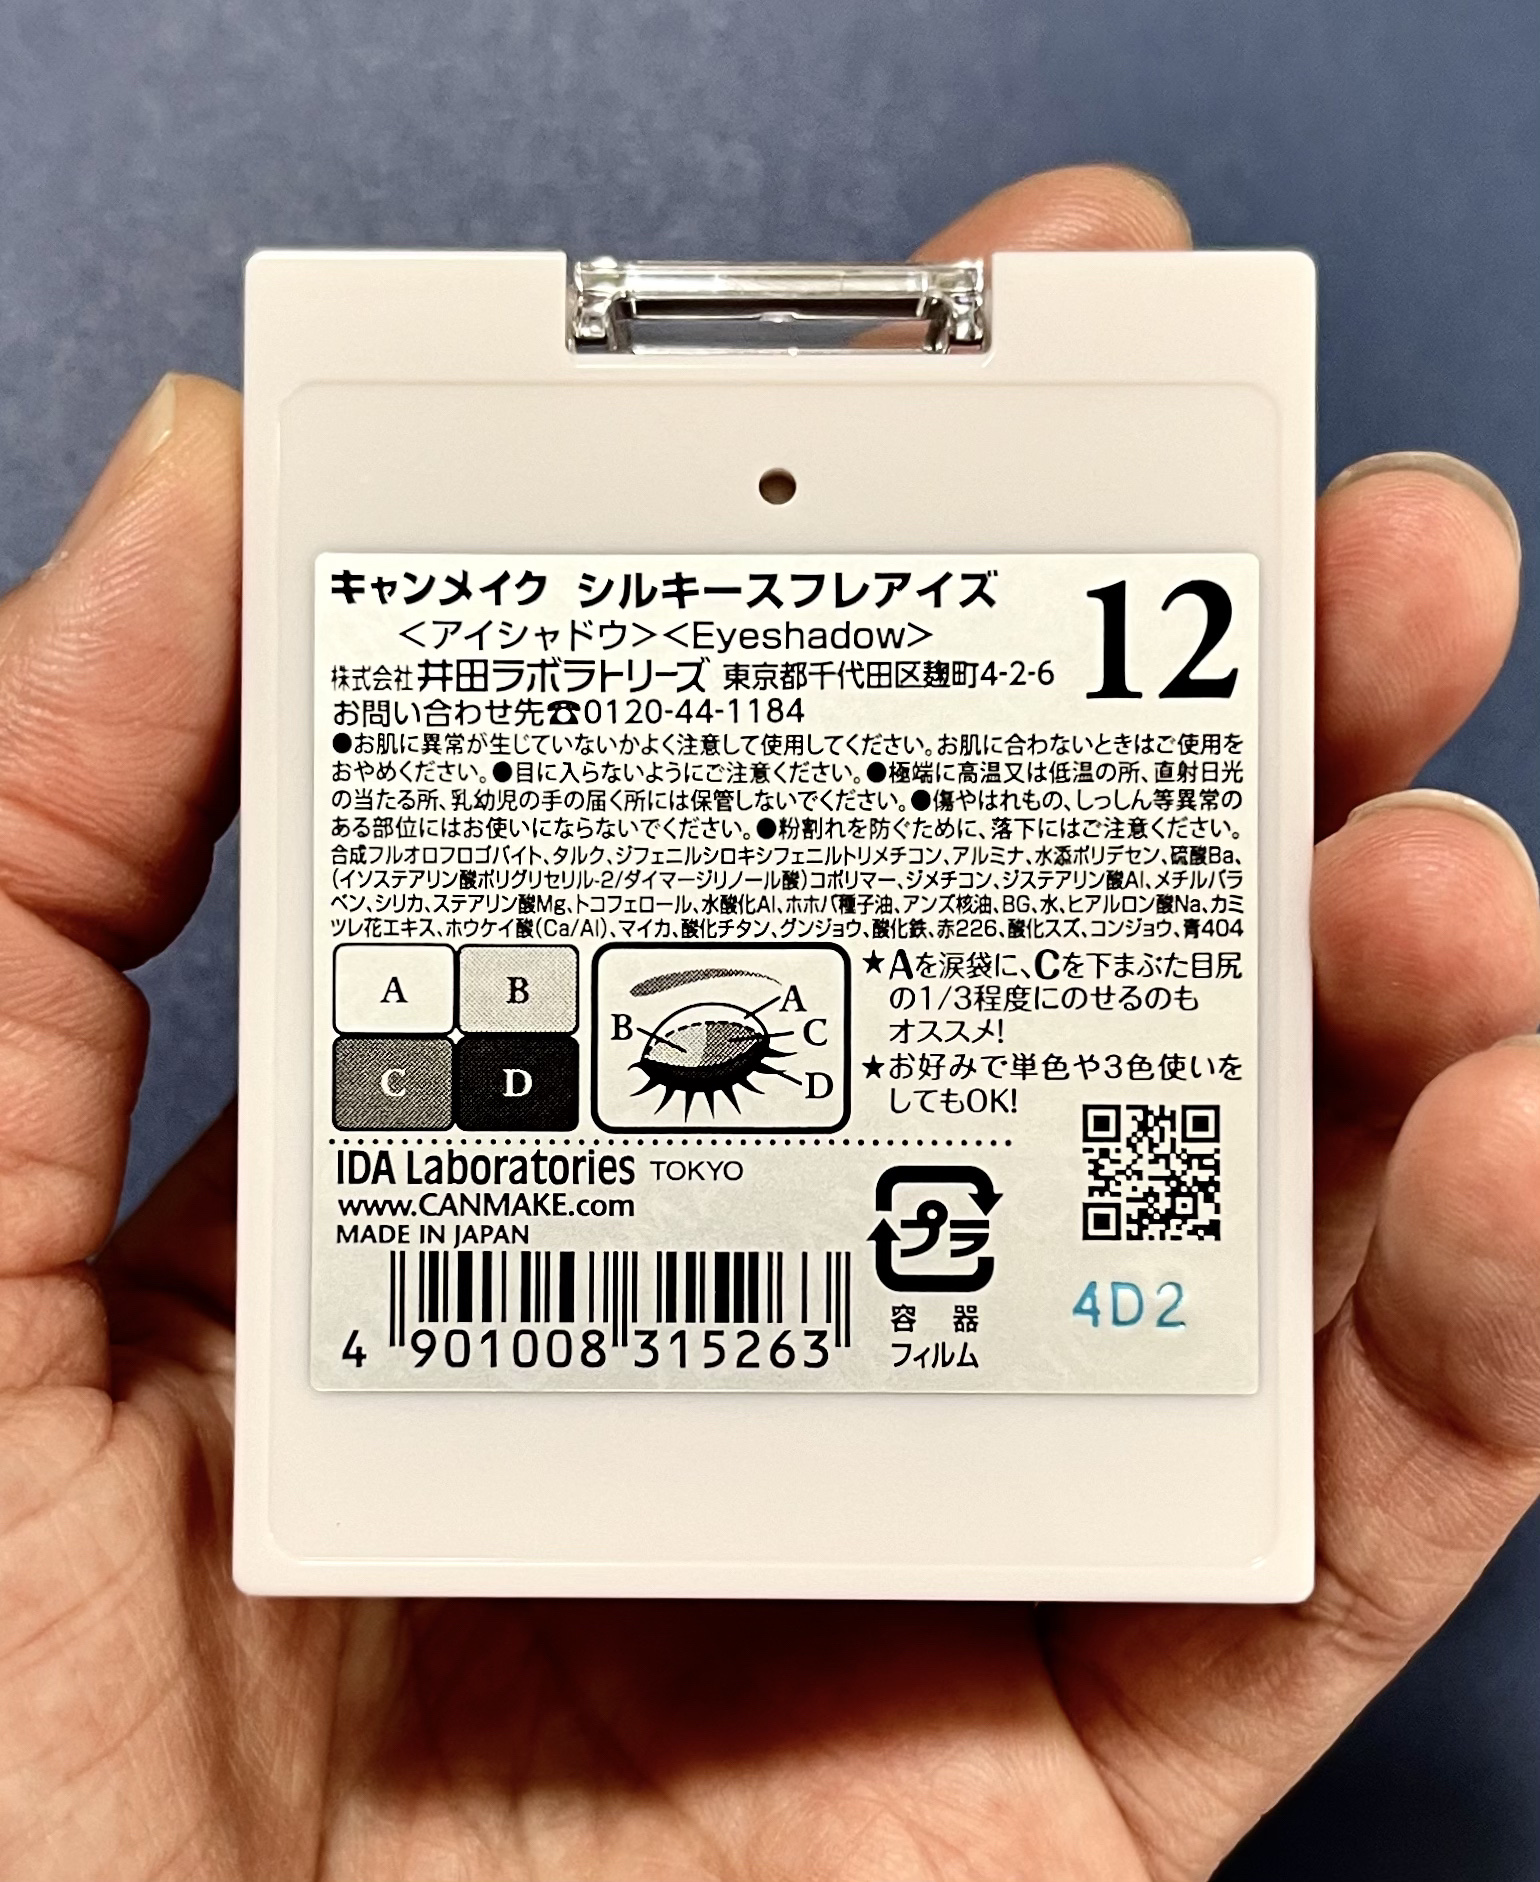 キャンメイク シルキースフレアイズ
12
＜アイシャドウ＞＜Eyeshadow＞
株式会社 井田ラボラトリーズ 東京都千代田区麹町4-2-6
お問い合わせ先☎0120-44-1184
●お肌に異常が生じていないかよく注意して使用してください。お肌に合わないときはご使用を
おやめください。●目に入らないようにご注意ください。●極端に高温又は低温の所、直射日光
の当たる所、乳幼児の手の届く所には保管しないでください。●傷やはれもの、しっしん等異常の
ある部位にはお使いにならないでください。●粉割れを防ぐために、落下にはご注意ください。
合成フルオロフロゴパイト、タルク、ジフェニルシロキシフェニルトリメチコン、アルミナ、水添ポリデセン、硫酸Ba、
(イソステアリン酸ポリグリセリル-2/ダイマージリノール酸)コポリマー、ジメチコン、ジステアリン酸Al、メチルパラ
ベン、シリカ、ステアリン酸Mg、トコフェロール、水酸化Al、ホホバ種子油、アンズ核油、BG、水、ヒアルロン酸Na、カミ
ツレ花エキス、ホウケイ酸(Ca/Al)、マイカ、酸化チタン、グンジョウ、酸化鉄、赤226、酸化スズ、コンジョウ、青404
A B
C D
A
B C
D
★Aを涙袋に、Cを下まぶた目尻
の1/3程度にのせるのも
オススメ!
★お好みで単色や3色使いを
してもOK!
IDA Laboratories TOKYO
www.CANMAKE.com
MADE IN JAPAN
4 901008 315263
プラ
容 器
フィルム
4D2